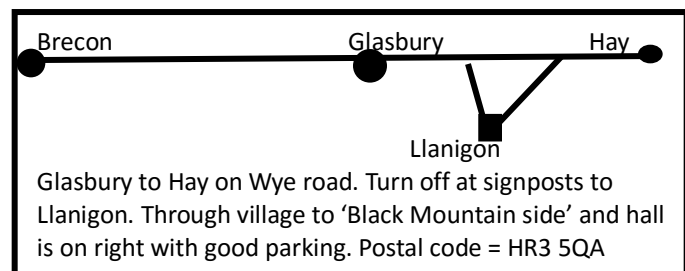 Brecon Glasbury Hay
Llanigon
Glasbury to Hay on Wye road. Turn off at signposts to
Llanigon. Through village to ‘Black Mountain side’ and hall
is on right with good parking. Postal code = HR3 5QA